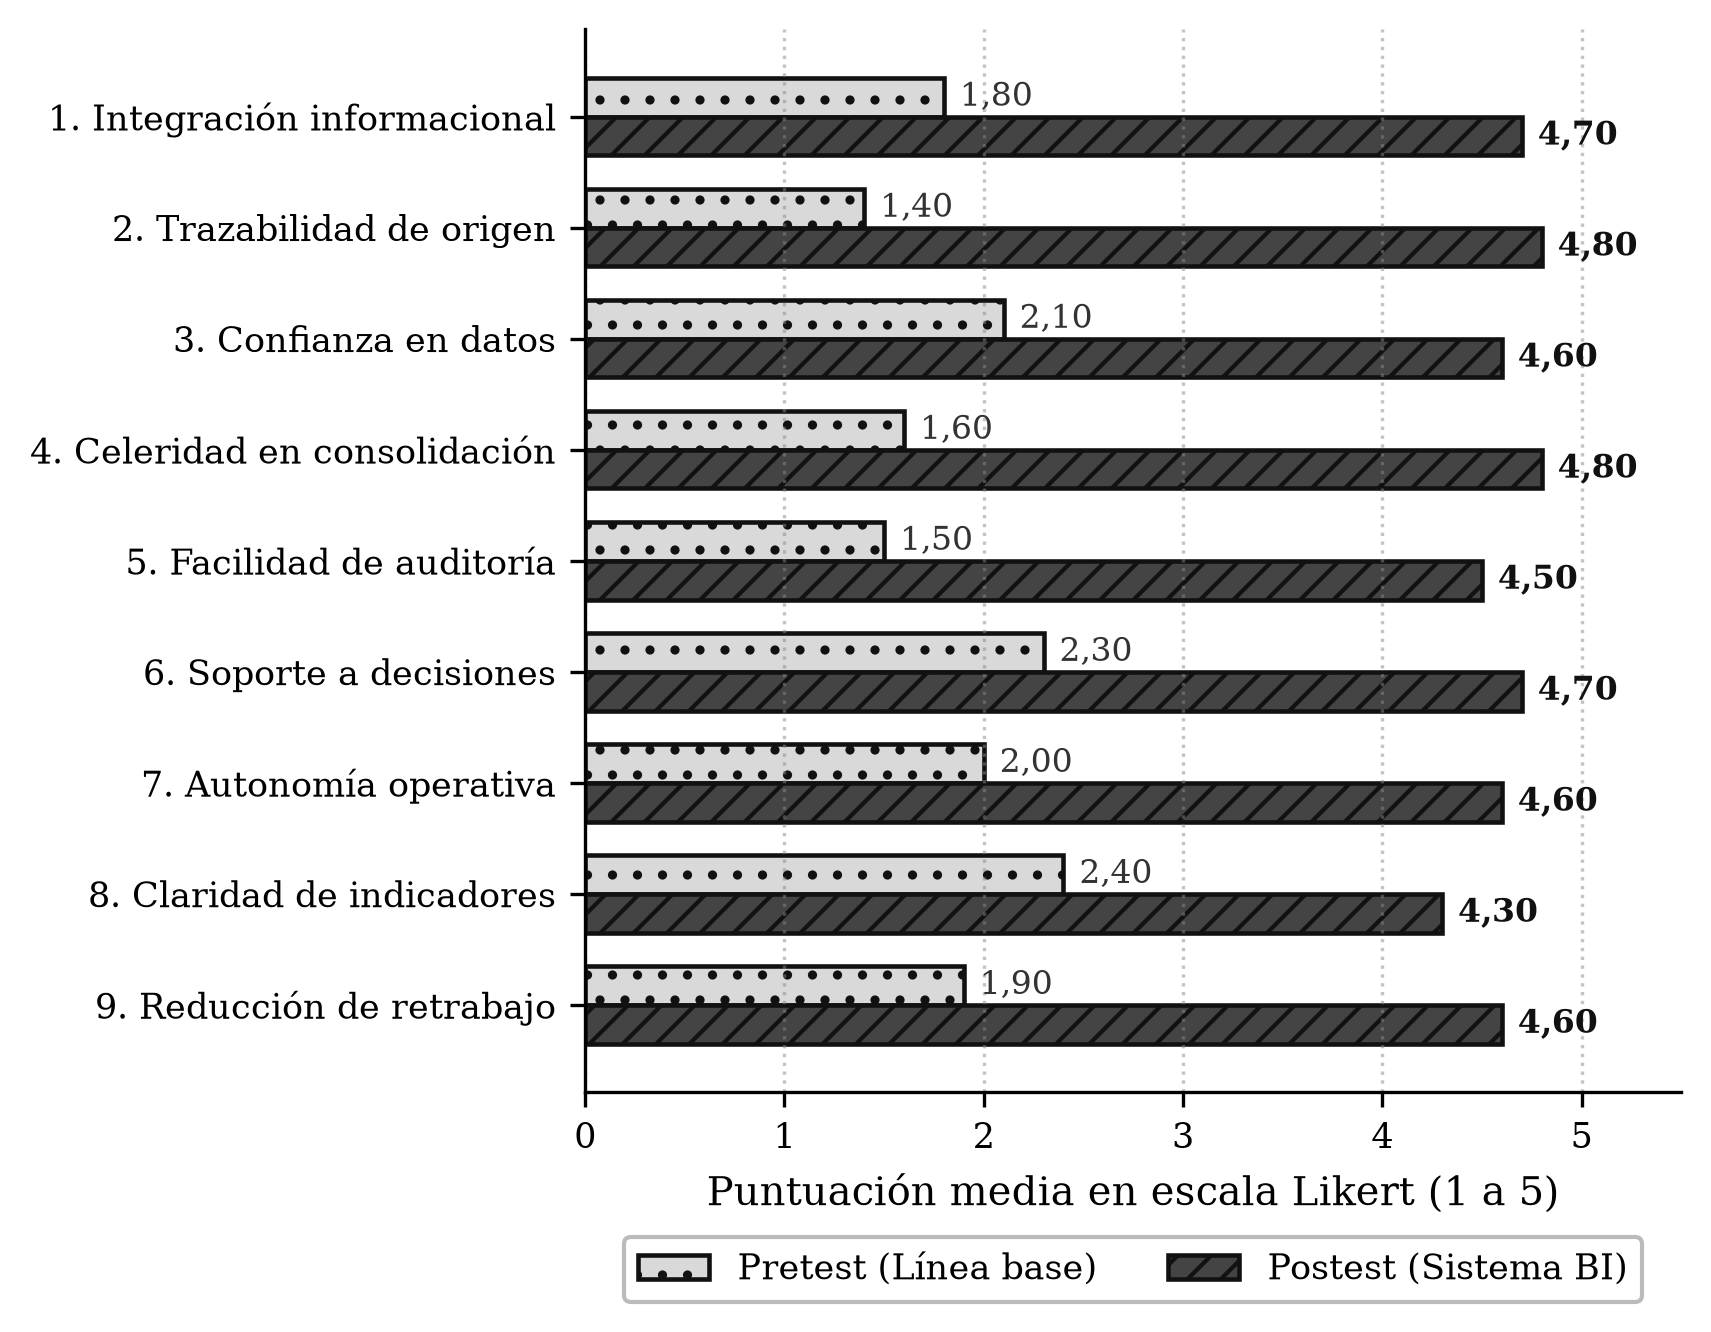 1. Integración informacional
1,80
4,70
2. Trazabilidad de origen
1,40
4,80
3. Confianza en datos
2,10
4,60
4. Celeridad en consolidación
1,60
4,80
5. Facilidad de auditoría
1,50
4,50
6. Soporte a decisiones
2,30
4,70
7. Autonomía operativa
2,00
4,60
8. Claridad de indicadores
2,40
4,30
9. Reducción de retrabajo
1,90
4,60
0 1 2 3 4 5
Puntuación media en escala Likert (1 a 5)
Pretest (Línea base) Postest (Sistema BI)